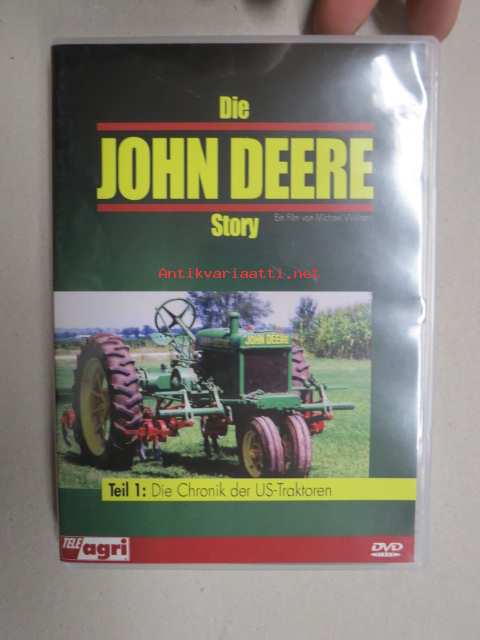 Die
JOHN DEERE
Ein Film von Michael
Story
Antikvariaatti.net
JOHN DEERE
Teil 1: Die Chronik der US-Traktoren
TELE agri
DVD